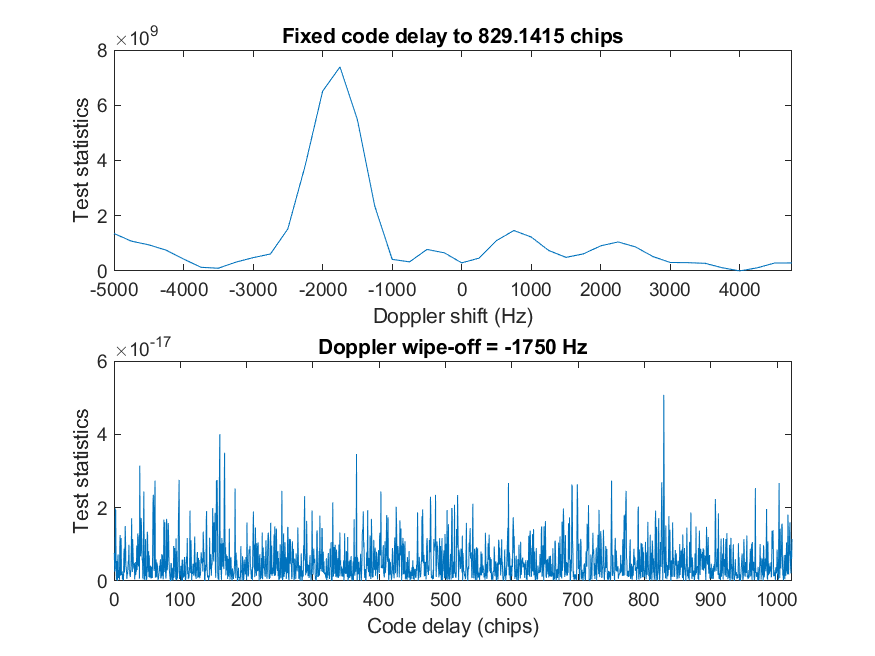 Fixed code delay to 829.1415 chips
×10^9
8
6
4
2
0
Test statistics
-5000 -4000 -3000 -2000 -1000 0 1000 2000 3000 4000
Doppler shift (Hz)
Doppler wipe-off = -1750 Hz
×10^-17
6
4
2
0
Test statistics
0 100 200 300 400 500 600 700 800 900 1000
Code delay (chips)